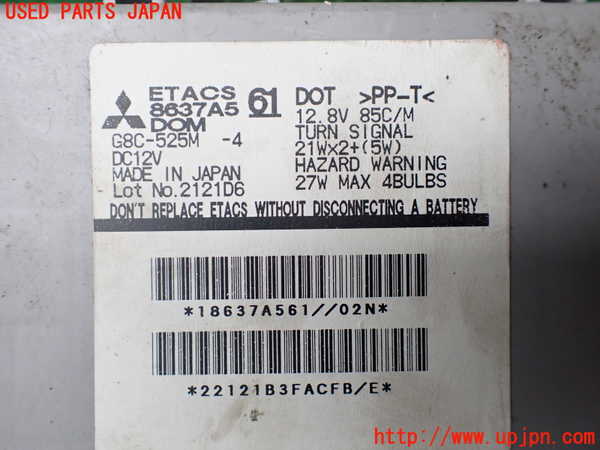 USED PARTS JAPAN
ETACS
8637A5 61
DOM
G8C-525M -4
DC12V
MADE IN JAPAN
Lot No.2121D6
DOT >PP-T<
12.8V 85C/M
TURN SIGNAL
21W×2+(5W)
HAZARD WARNING
27W MAX 4BULBS
DON'T REPLACE ETACS WITHOUT DISCONNECTING A BATTERY
*18637A561//02N*
*22121B3FACFB/E*
http://www.upjpn.com/